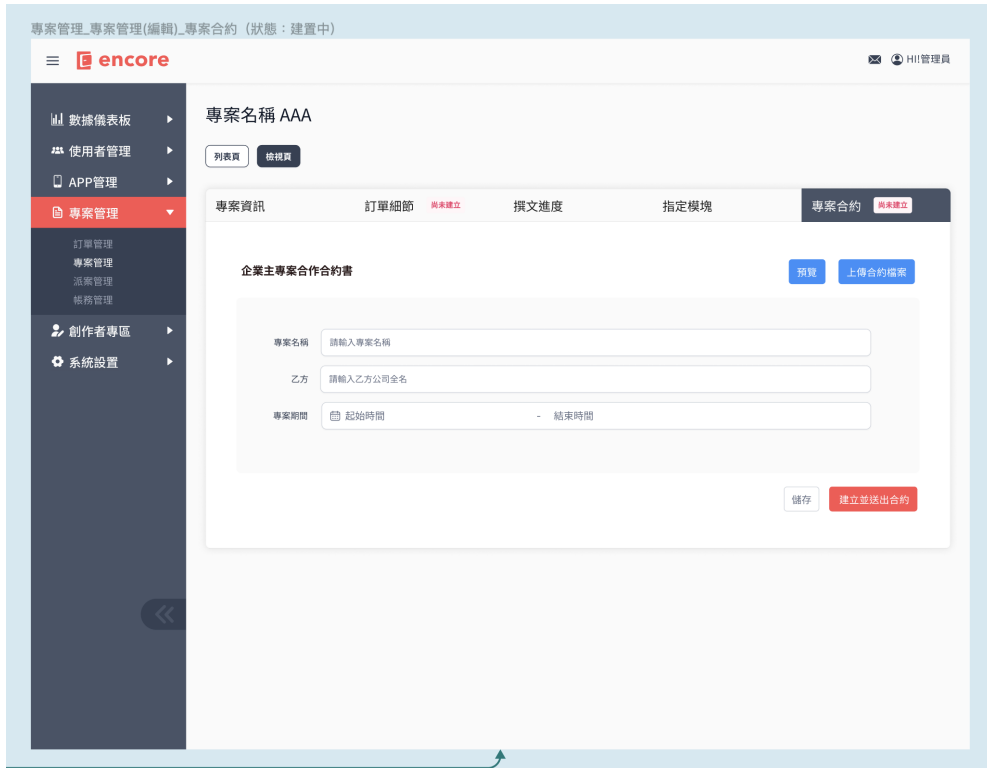 專案管理_專案管理(編輯)_專案合約（狀態：建置中）
encore
HI!管理員
數據儀表板
使用者管理
APP管理
專案管理
訂單管理
專案管理
派案管理
帳務管理
創作者專區
系統設置
專案名稱 AAA
列表頁 檢視頁
專案資訊 訂單細節 尚未建立 撰文進度 指定模塊 專案合約 尚未建立
企業主專案合作合約書 預覽 上傳合約檔案
專案名稱 請輸入專案名稱
乙方 請輸入乙方公司全名
專案期間 起始時間 - 結束時間
儲存 建立並送出合約